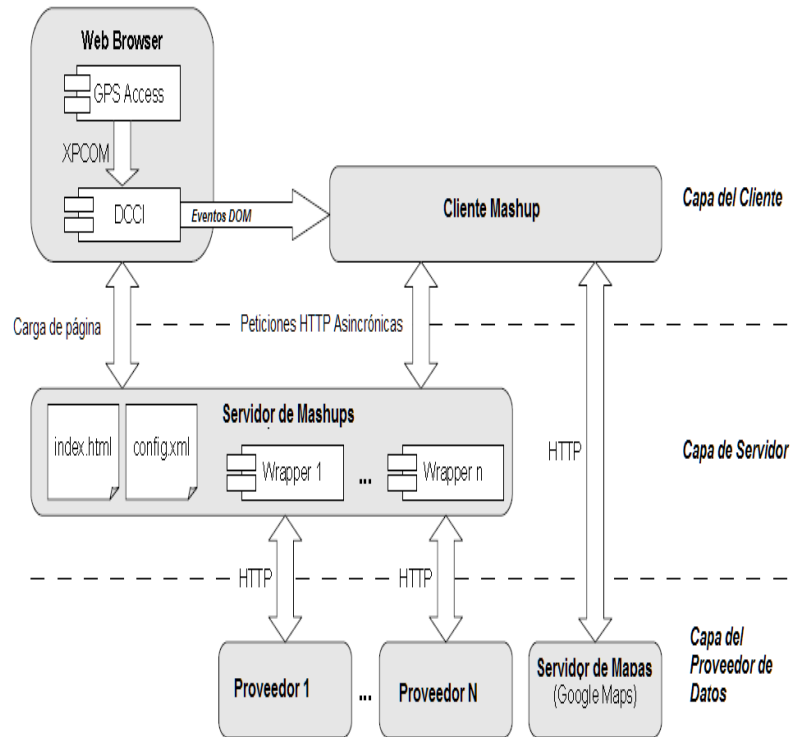 Web Browser
GPS Access
XPCOM
DCCI
Eventos DOM
Cliente Mashup
Capa del Cliente
Carga de página
Peticiones HTTP Asincrónicas
Servidor de Mashups
index.html
config.xml
Wrapper 1
...
Wrapper n
HTTP
Capa de Servidor
HTTP
HTTP
Proveedor 1
...
Proveedor N
Servidor de Mapas
(Google Maps)
Capa del
Proveedor de
Datos